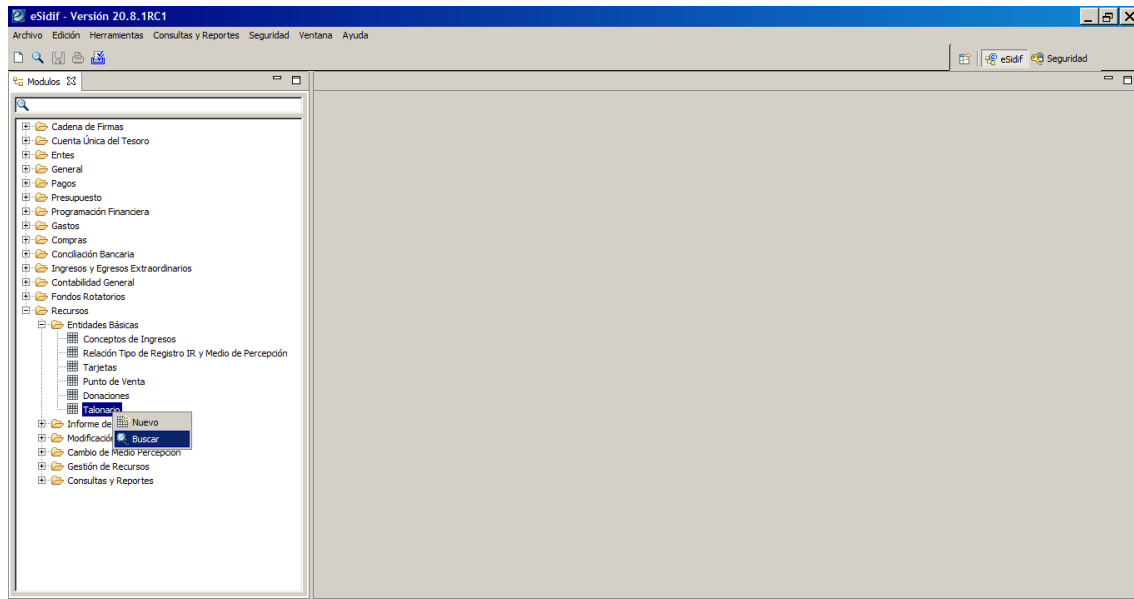 eSidif - Versión 20.8.1RC1
Archivo Edición Herramientas Consultas y Reportes Seguridad Ventana Ayuda
eSidif Seguridad
Modulos
Cadena de Firmas
Cuenta Única del Tesoro
Entes
General
Pagos
Presupuesto
Programación Financiera
Gastos
Compras
Conciliación Bancaria
Ingresos y Egresos Extraordinarios
Contabilidad General
Fondos Rotatorios
Recursos
Entidades Básicas
Conceptos de Ingresos
Relación Tipo de Registro IR y Medio de Percepción
Tarjetas
Punto de Venta
Donaciones
Talonario
Informe de
Nuevo
Modificación
Buscar
Cambio de Medio Percepción
Gestión de Recursos
Consultas y Reportes